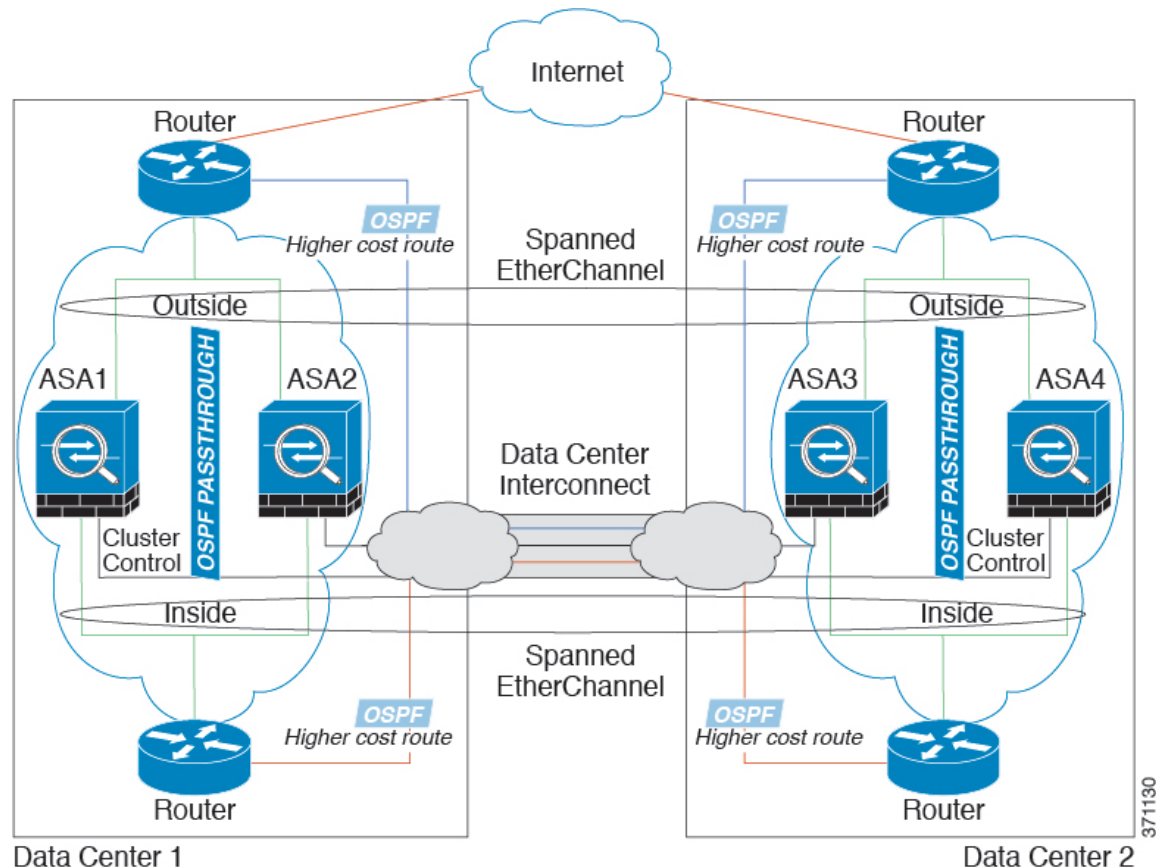 Internet
Router
Router
OSPF
Higher cost route
Spanned
EtherChannel
OSPF
Higher cost route
Outside
Outside
ASA1
OSPF PASSTHROUGH
ASA2
ASA3
OSPF PASSTHROUGH
ASA4
Data Center
Interconnect
Cluster
Control
Cluster
Control
Inside
Inside
Spanned
EtherChannel
OSPF
Higher cost route
OSPF
Higher cost route
Router
Router
371130
Data Center 1
Data Center 2